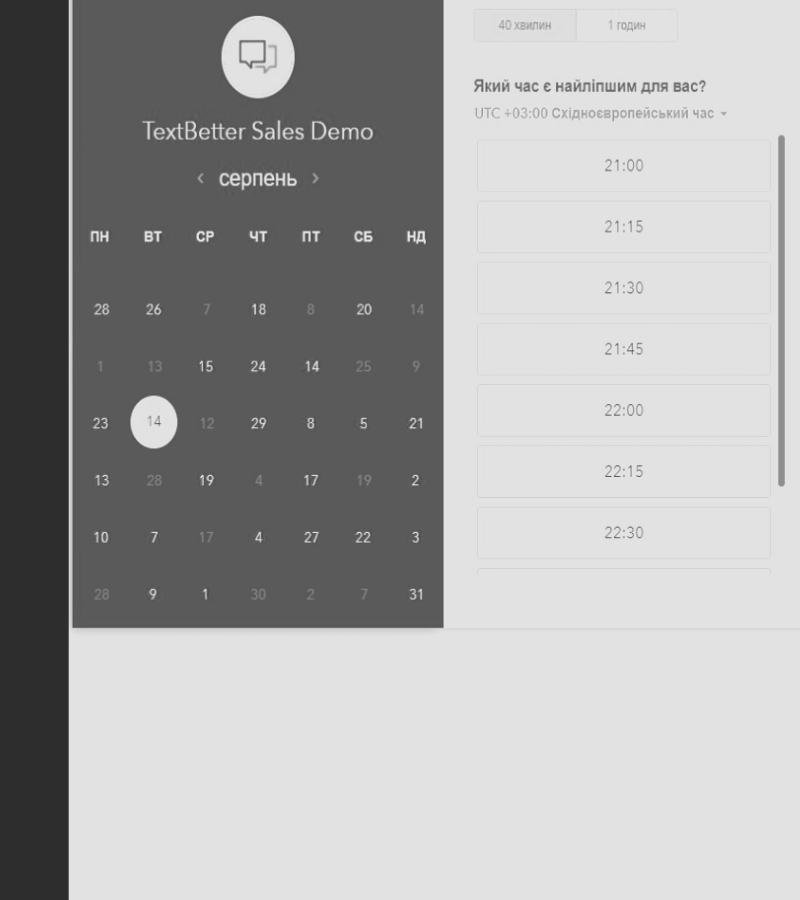 TextBetter Sales Demo
серпень
ПН ВТ СР ЧТ ПТ СБ НД
28 26 7 18 8 20 14
1 13 15 24 14 25 9
23 14 12 29 8 5 21
13 28 19 4 17 19 2
10 7 17 4 27 22 3
28 9 1 30 2 7 31
40 хвилин 1 годин
Який час є найліпшим для вас?
UTC +03:00 Східноєвропейський час
21:00
21:15
21:30
21:45
22:00
22:15
22:30